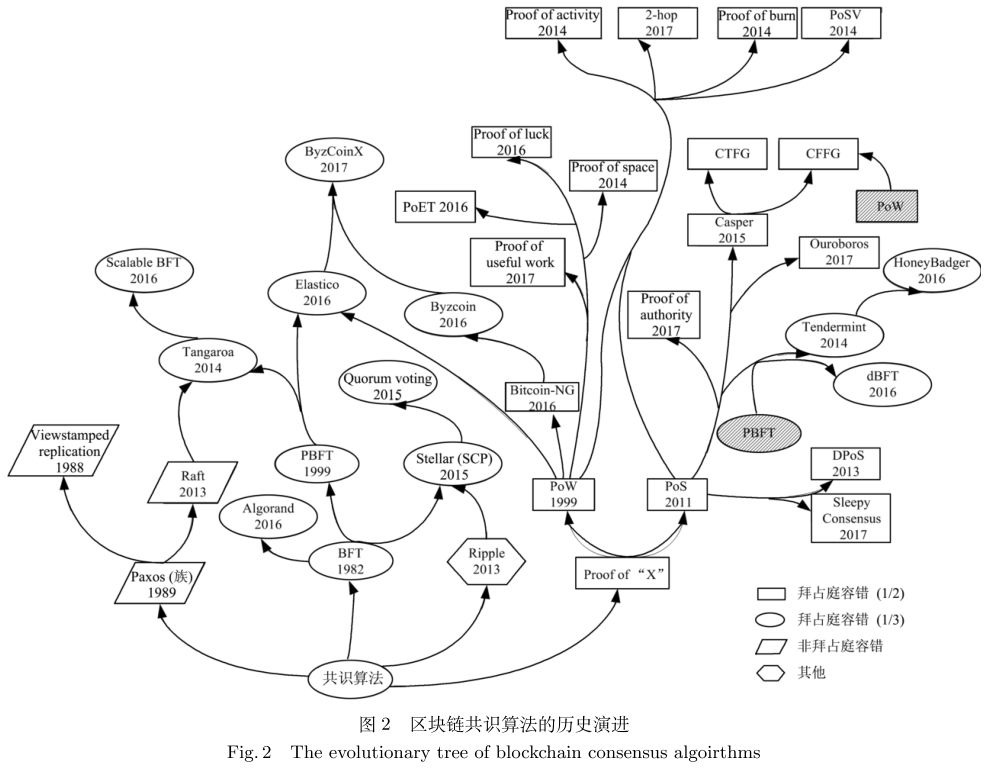 Proof of activity
2014
2-hop
2017
Proof of burn
2014
PoSV
2014
Proof of luck
2016
CTFG
CFFG
ByzCoinX
2017
Proof of space
2014
PoET 2016
PoW
Casper
2015
Proof of
useful work
2017
Ouroboros
2017
HoneyBadger
2016
Scalable BFT
2016
Elastico
2016
Byzcoin
2016
Proof of
authority
2017
Tendermint
2014
Tangaroa
2014
Quorum voting
2015
Bitcoin-NG
2016
dBFT
2016
Viewstamped
replication
1988
PBFT
PBFT
1999
Stellar (SCP)
2015
Raft
2013
PoW
1999
PoS
2011
DPoS
2013
Algorand
2016
Sleepy
Consensus
2017
BFT
1982
Ripple
2013
Paxos (族)
1989
Proof of “X”
共识算法
拜占庭容错 (1/2)
拜占庭容错 (1/3)
非拜占庭容错
其他
图 2 区块链共识算法的历史演进
Fig. 2 The evolutionary tree of blockchain consensus algoirthms